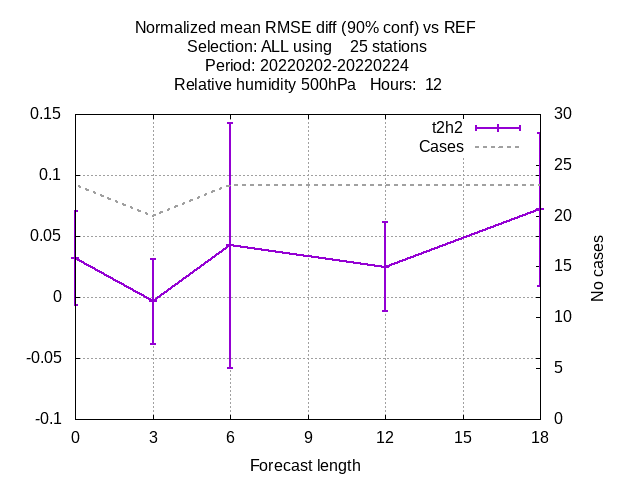 Normalized mean RMSE diff (90% conf) vs REF
Selection: ALL using    25 stations
Period: 20220202-20220224
Relative humidity 500hPa   Hours:  12
0.15
0.1
0.05
0
-0.05
-0.1
t2h2
Cases
30
25
20
15
10
5
0
No cases
0 3 6 9 12 15 18
Forecast length